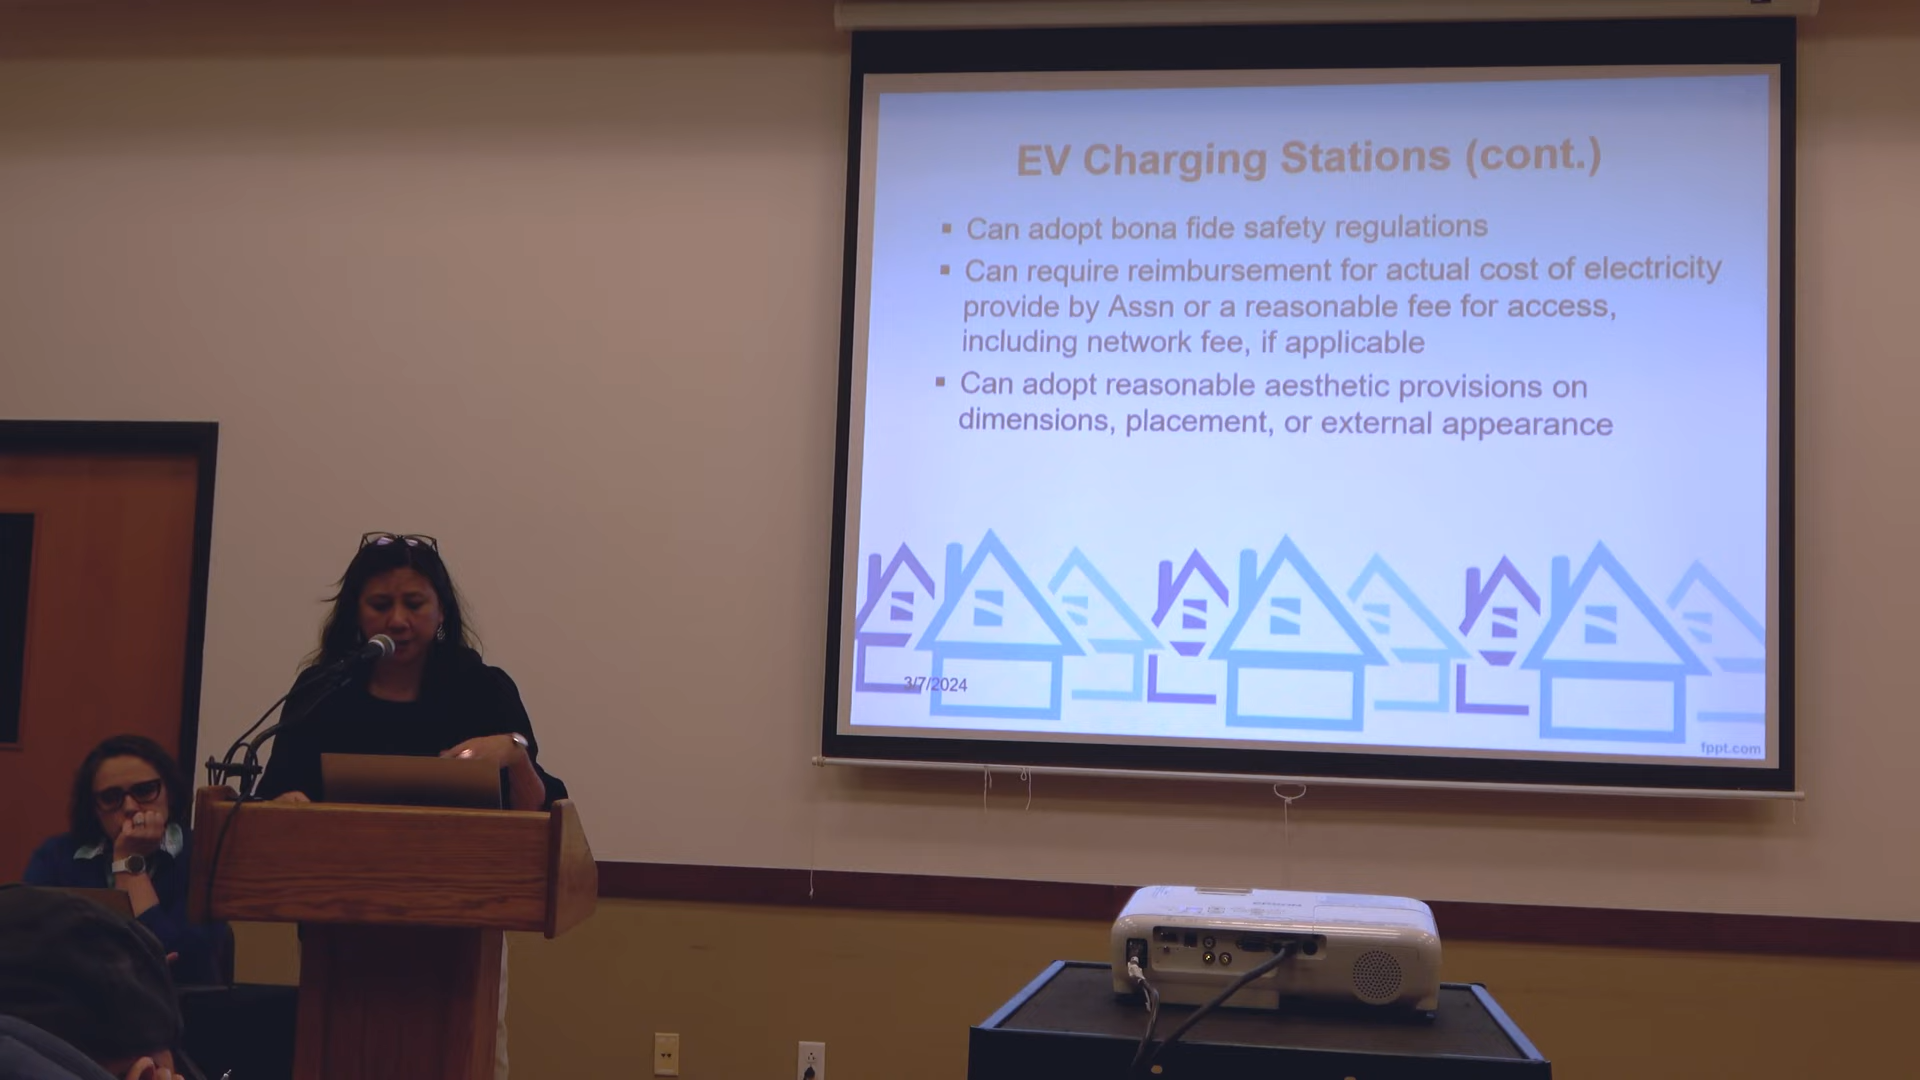 EV Charging Stations (cont.)
▪ Can adopt bona fide safety regulations
▪ Can require reimbursement for actual cost of electricity
provide by Assn or a reasonable fee for access,
including network fee, if applicable
▪ Can adopt reasonable aesthetic provisions on
dimensions, placement, or external appearance
3/7/2024
fppt.com